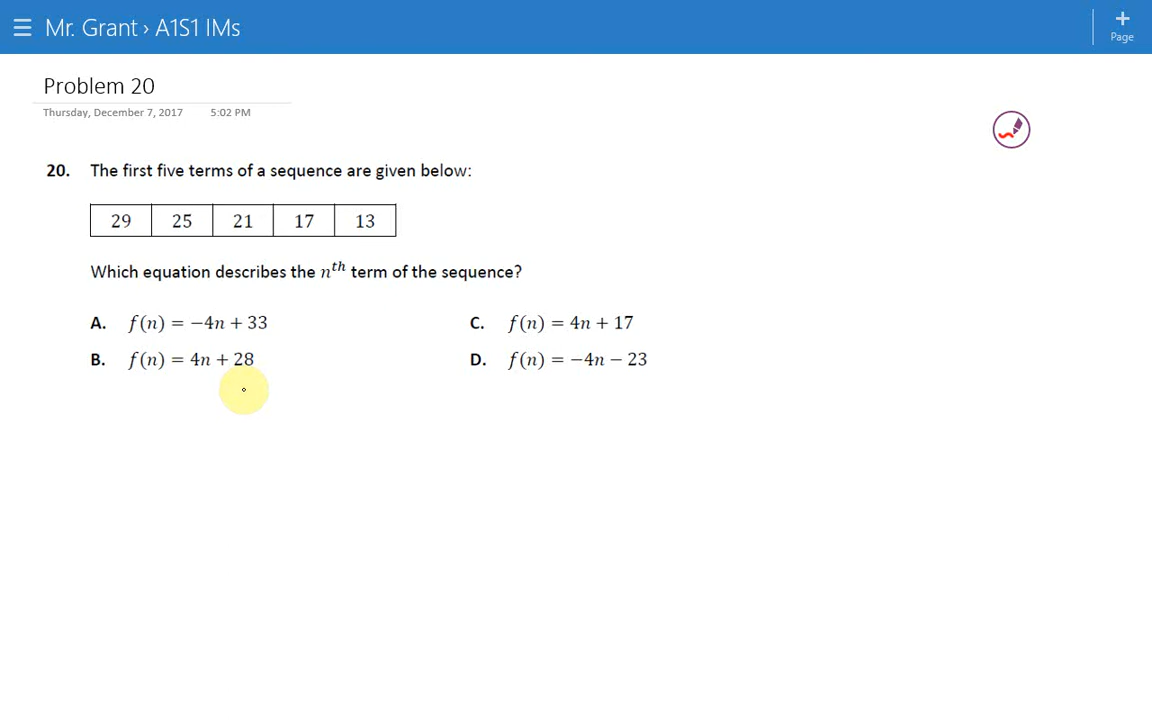 Mr. Grant › A1S1 IMs
Page
Problem 20
Thursday, December 7, 2017 5:02 PM
20. The first five terms of a sequence are given below:
29 25 21 17 13
Which equation describes the nᵗʰ term of the sequence?
A. f(n) = −4n + 33 C. f(n) = 4n + 17
B. f(n) = 4n + 28 D. f(n) = −4n − 23